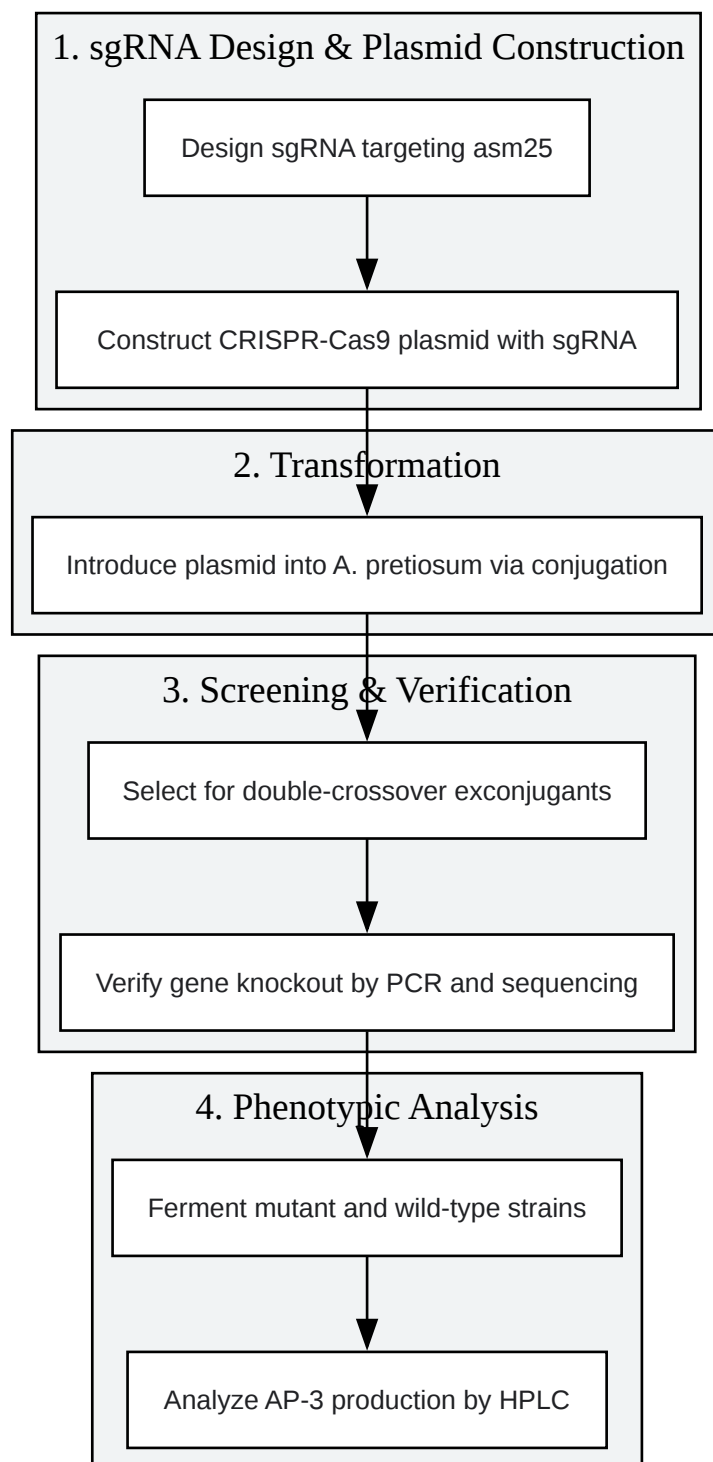 1. sgRNA Design & Plasmid Construction
Design sgRNA targeting asm25
Construct CRISPR-Cas9 plasmid with sgRNA
2. Transformation
Introduce plasmid into A. pretiosum via conjugation
3. Screening & Verification
Select for double-crossover exconjugants
Verify gene knockout by PCR and sequencing
4. Phenotypic Analysis
Ferment mutant and wild-type strains
Analyze AP-3 production by HPLC